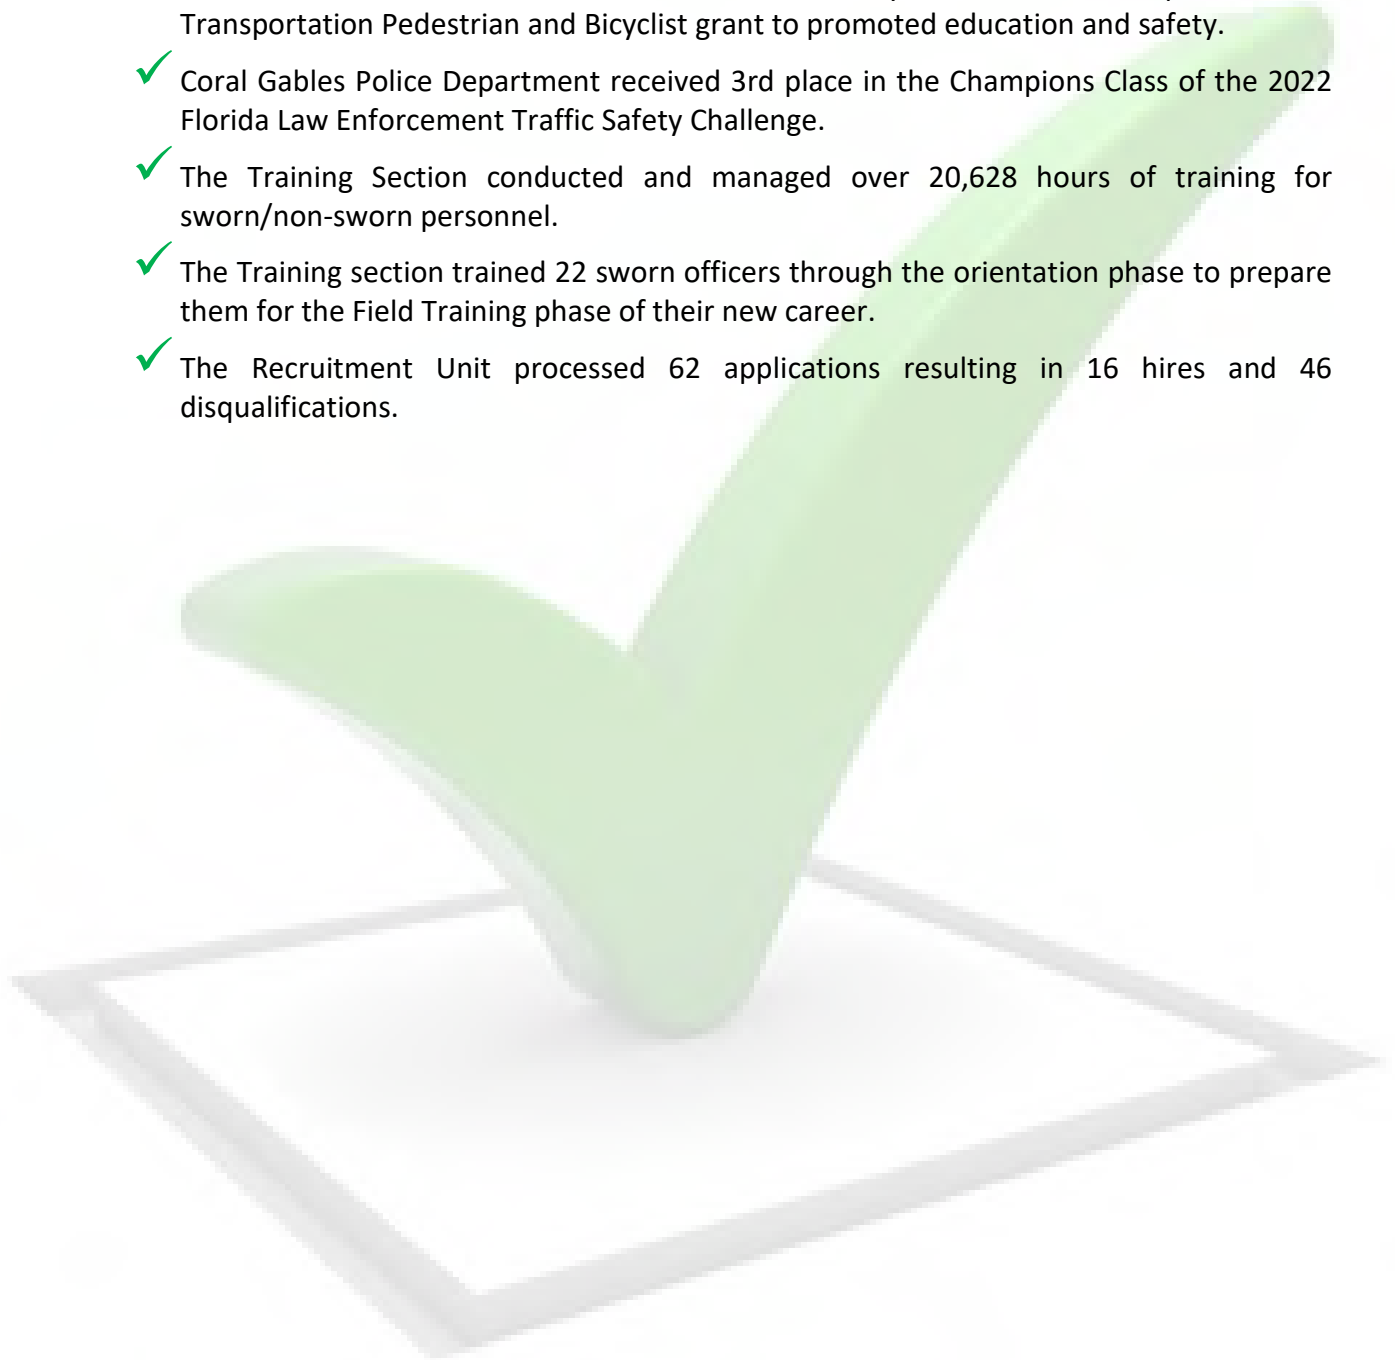 Transportation Pedestrian and Bicyclist grant to promoted education and safety.
Coral Gables Police Department received 3rd place in the Champions Class of the 2022
Florida Law Enforcement Traffic Safety Challenge.
The Training Section conducted and managed over 20,628 hours of training for
sworn/non-sworn personnel.
The Training section trained 22 sworn officers through the orientation phase to prepare
them for the Field Training phase of their new career.
The Recruitment Unit processed 62 applications resulting in 16 hires and 46
disqualifications.